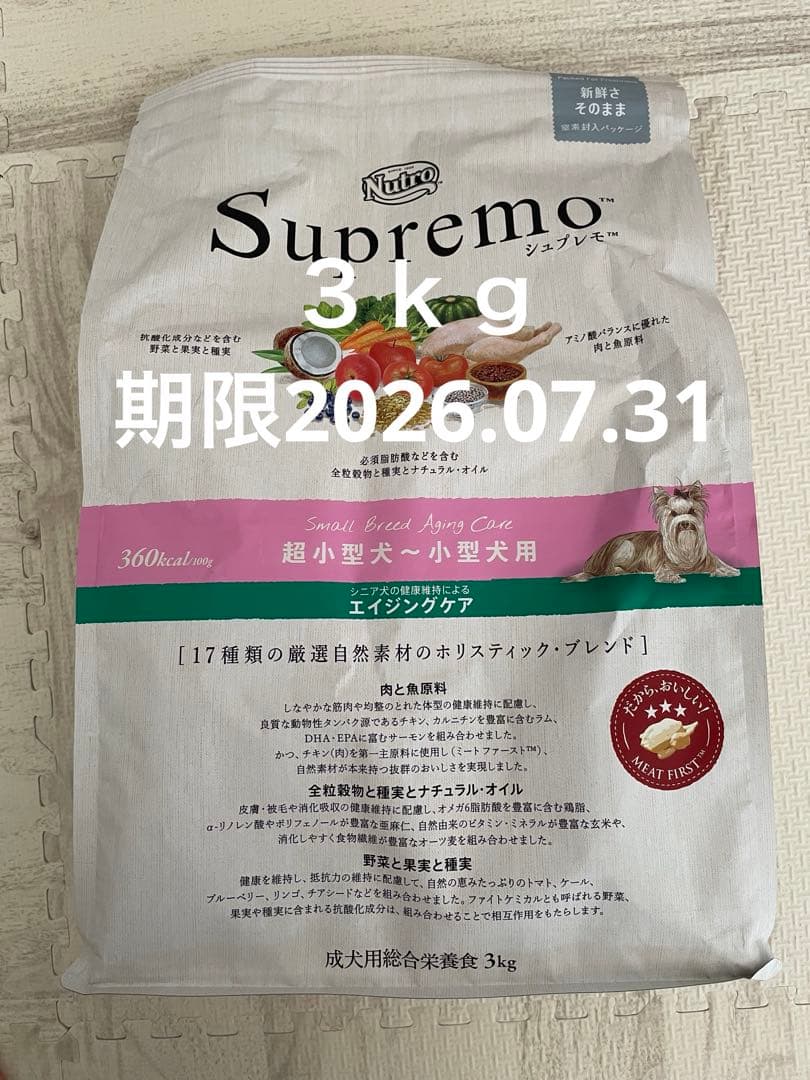 新鮮さ
そのまま
窒素封入パッケージ
SINCE 1926
Nutro™
Supremo™
シュプレモ™
3kg
抗酸化成分などを含む
野菜と果実と種実
アミノ酸バランスに優れた
肉と魚原料
期限2026.07.31
必須脂肪酸などを含む
全粒穀物と種実とナチュラル・オイル
Small Breed Aging Care
360kcal/100g
超小型犬～小型犬用
シニア犬の健康維持による
エイジングケア
[17種類の厳選自然素材のホリスティック・ブレンド]
肉と魚原料
しなやかな筋肉や均整のとれた体型の健康維持に配慮し、
良質な動物性タンパク源であるチキン、カルニチンを豊富に含むラム、
DHA・EPAに富むサーモンを組み合わせました。
かつ、チキン(肉)を第一主原料に使用し(ミートファースト™)、
自然素材が本来持つ抜群のおいしさを実現しました。
だから、おいしい!
MEAT FIRST™
全粒穀物と種実とナチュラル・オイル
皮膚・被毛や消化吸収の健康維持に配慮し、オメガ6脂肪酸を豊富に含む鶏脂、
α-リノレン酸やポリフェノールが豊富な亜麻仁、自然由来のビタミン・ミネラルが豊富な玄米や、
消化しやすく食物繊維が豊富なオーツ麦を組み合わせました。
野菜と果実と種実
健康を維持し、抵抗力の維持に配慮して、自然の恵みたっぷりのトマト、ケール、
ブルーベリー、リンゴ、チアシードなどを組み合わせました。ファイトケミカルとも呼ばれる野菜、
果実や種実に含まれる抗酸化成分は、組み合わせることで相互作用をもたらします。
成犬用総合栄養食 3kg